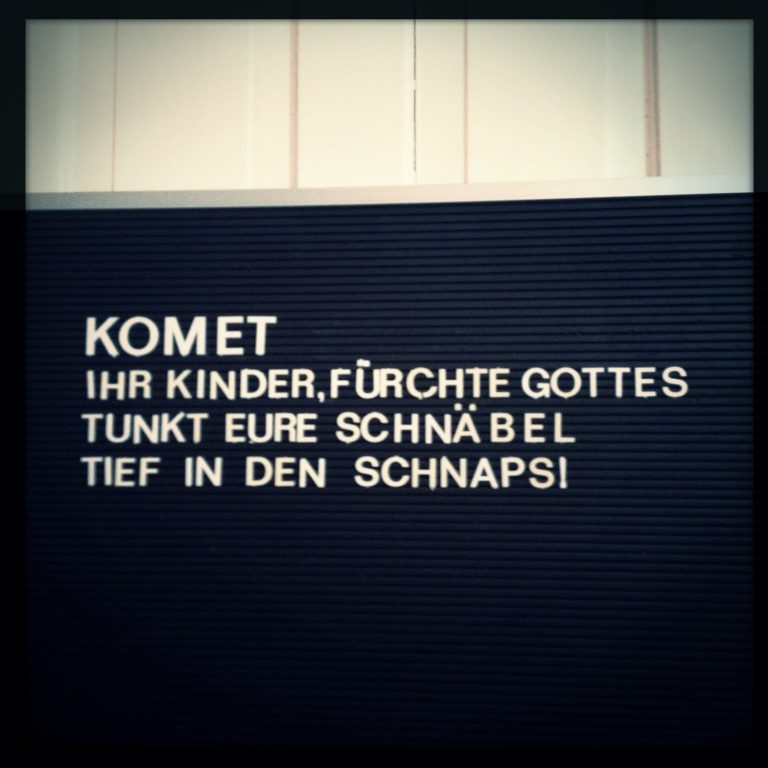 KOMET
IHR KINDER, FÜRCHTE GOTTES
TUNKT EURE SCHNÄBEL
TIEF IN DEN SCHNAPS!